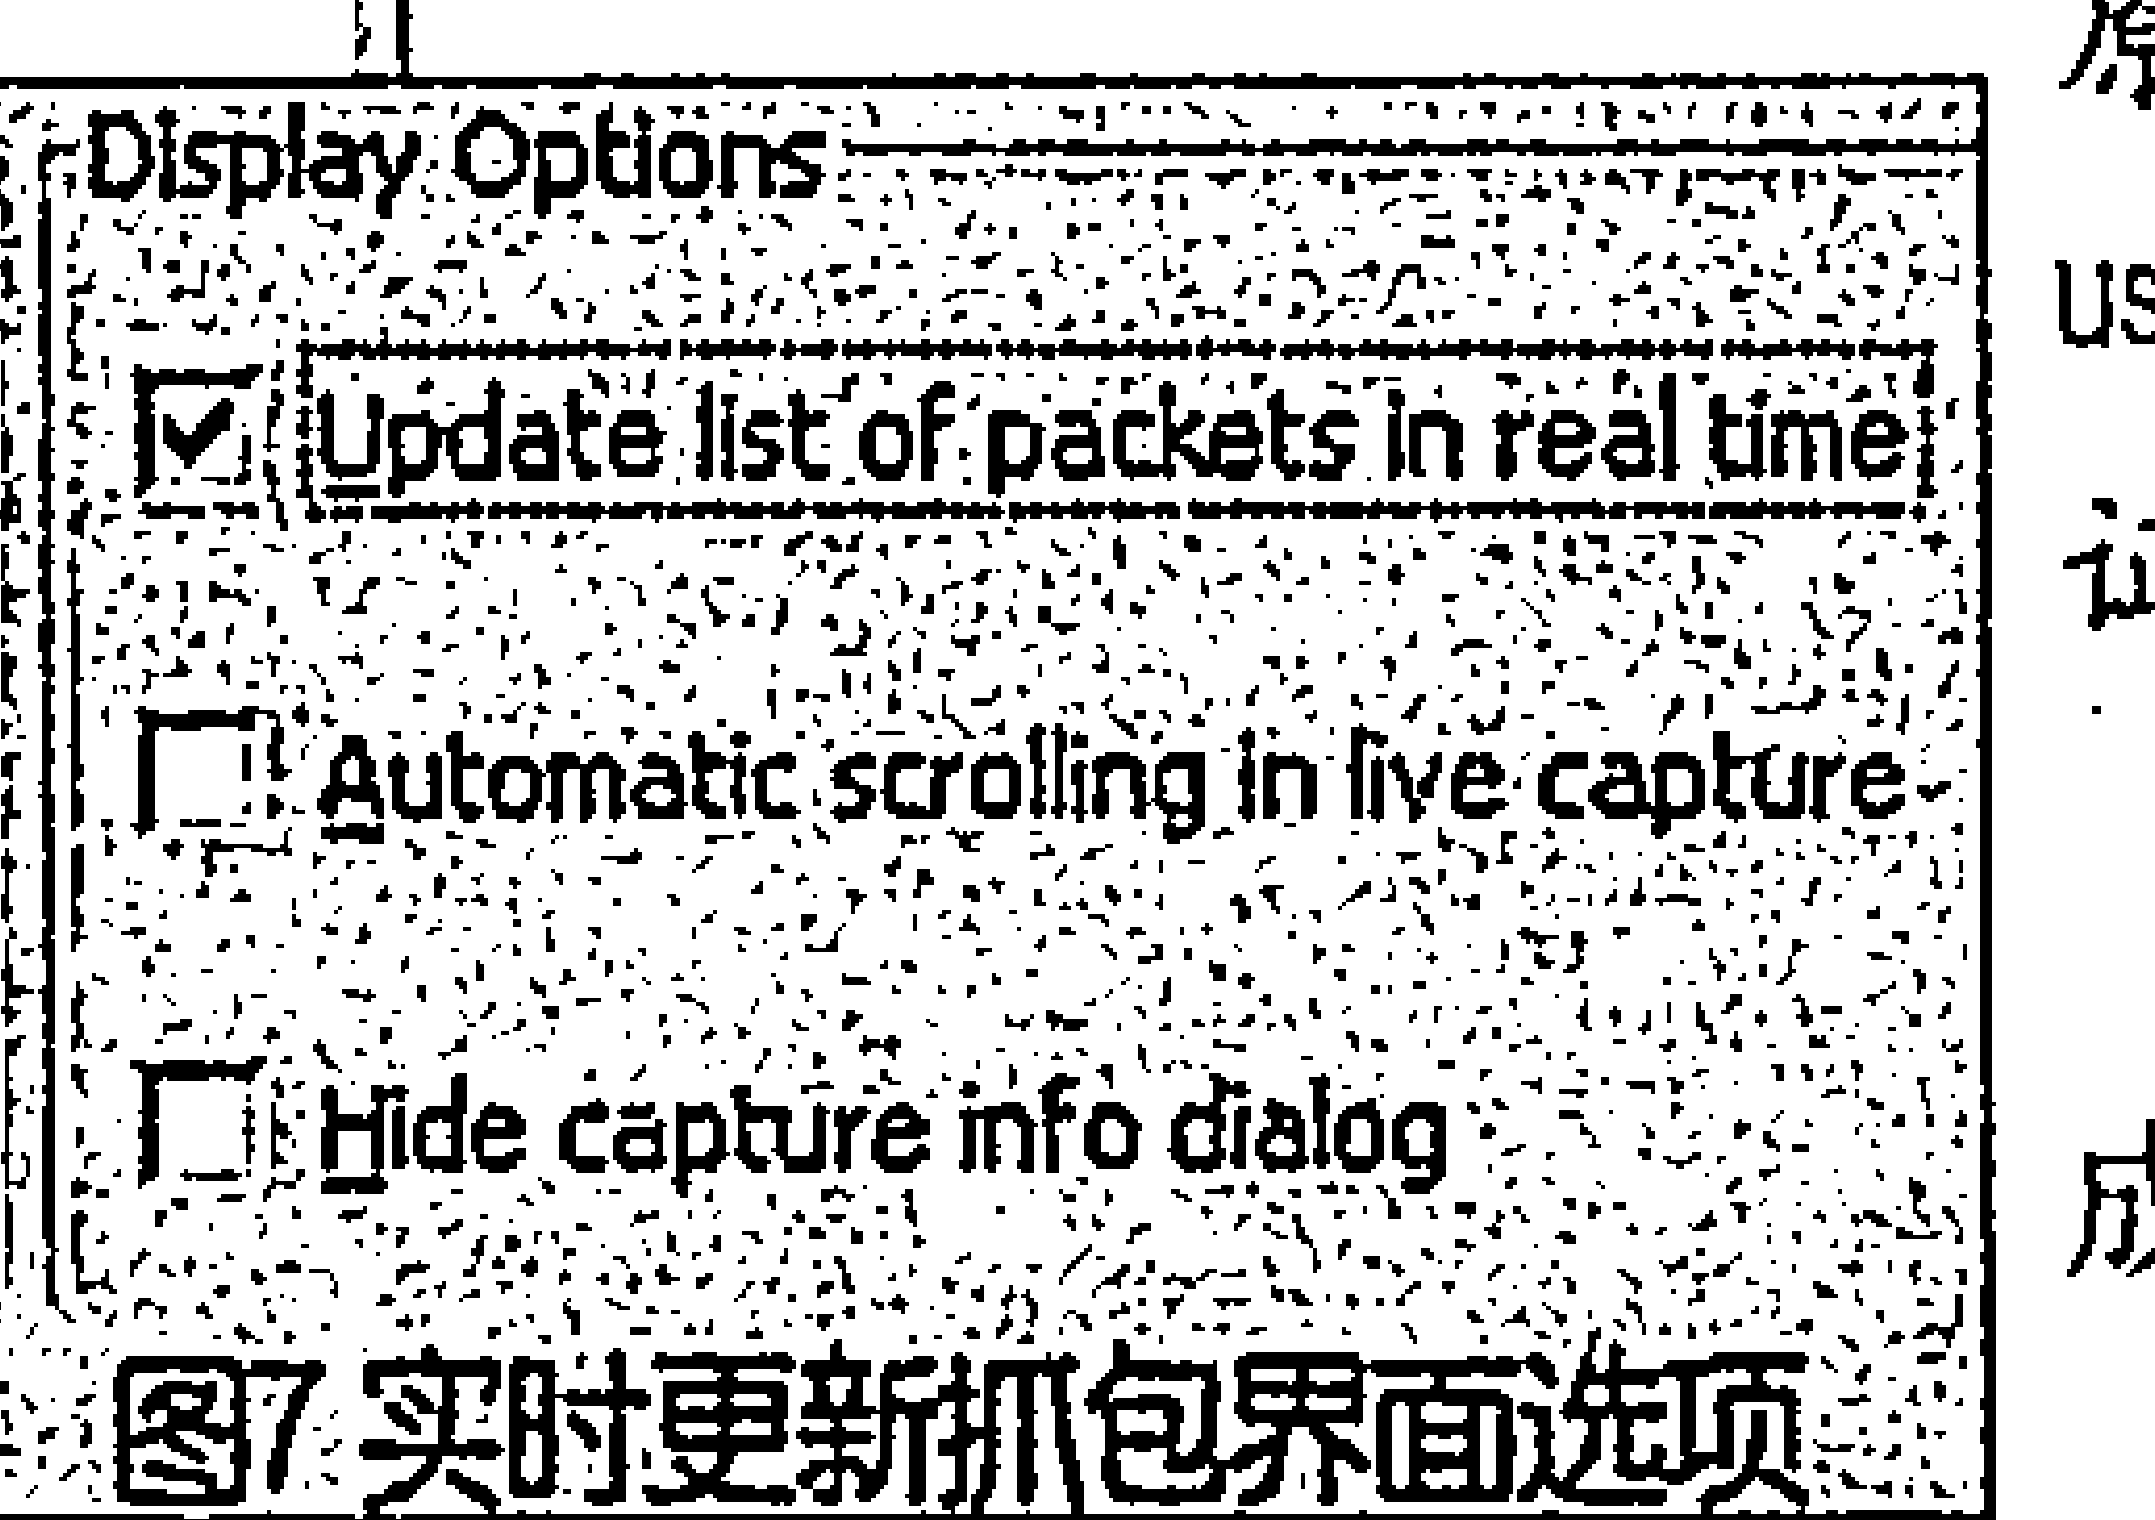 Display Options
Update list of packets in real time
Automatic scrolling in live capture
Hide capture info dialog
图7 实时更新抓包界面选项